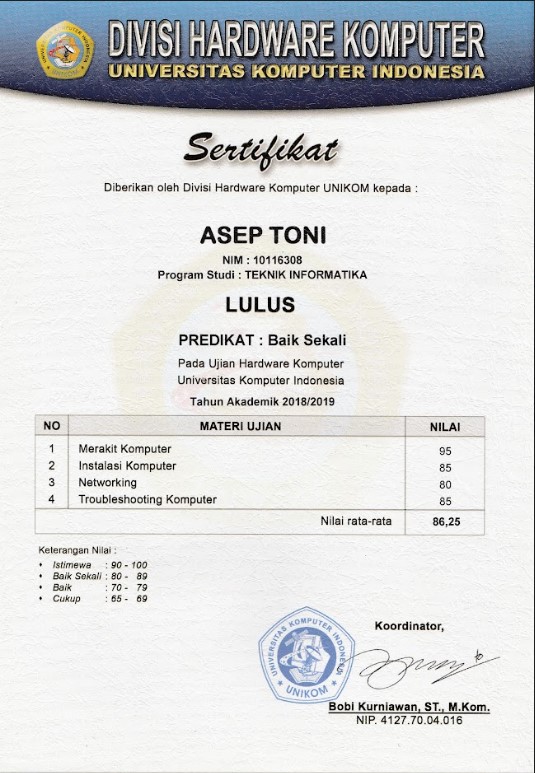 DIVISI HARDWARE KOMPUTER
UNIVERSITAS KOMPUTER INDONESIA
Sertifikat
Diberikan oleh Divisi Hardware Komputer UNIKOM kepada :
ASEP TONI
NIM : 10116308
Program Studi : TEKNIK INFORMATIKA
LULUS
PREDIKAT : Baik Sekali
Pada Ujian Hardware Komputer
Universitas Komputer Indonesia
Tahun Akademik 2018/2019
NO MATERI UJIAN NILAI
1 Merakit Komputer 95
2 Instalasi Komputer 85
3 Networking 80
4 Troubleshooting Komputer 85
Nilai rata-rata 86,25
Keterangan Nilai :
• Istimewa : 90 - 100
• Baik Sekali : 80 - 89
• Baik : 70 - 79
• Cukup : 65 - 69
Koordinator,
UNIVERSITAS KOMPUTER INDONESIA
UNIKOM
Bobi Kurniawan, ST., M.Kom.
NIP. 4127.70.04.016